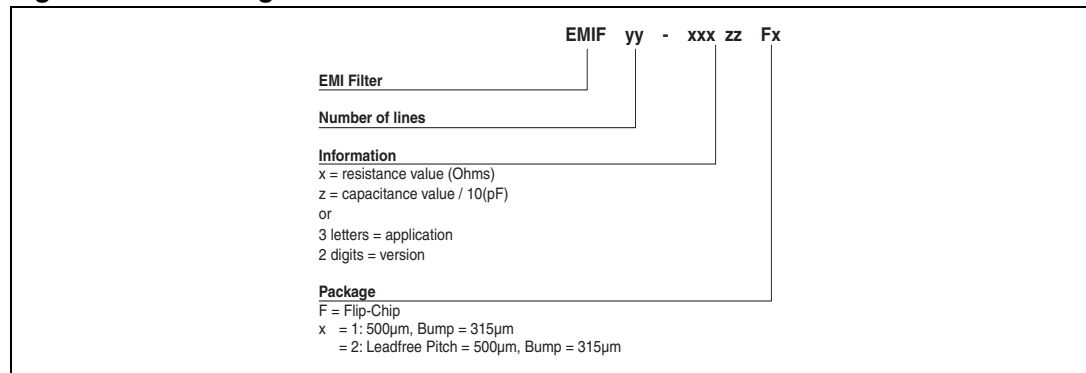 EMIF yy - xxx zz Fx
EMI Filter
Number of lines
Information
x = resistance value (Ohms)
z = capacitance value / 10(pF)
or
3 letters = application
2 digits = version
Package
F = Flip-Chip
x = 1: 500µm, Bump = 315µm
= 2: Leadfree Pitch = 500µm, Bump = 315µm